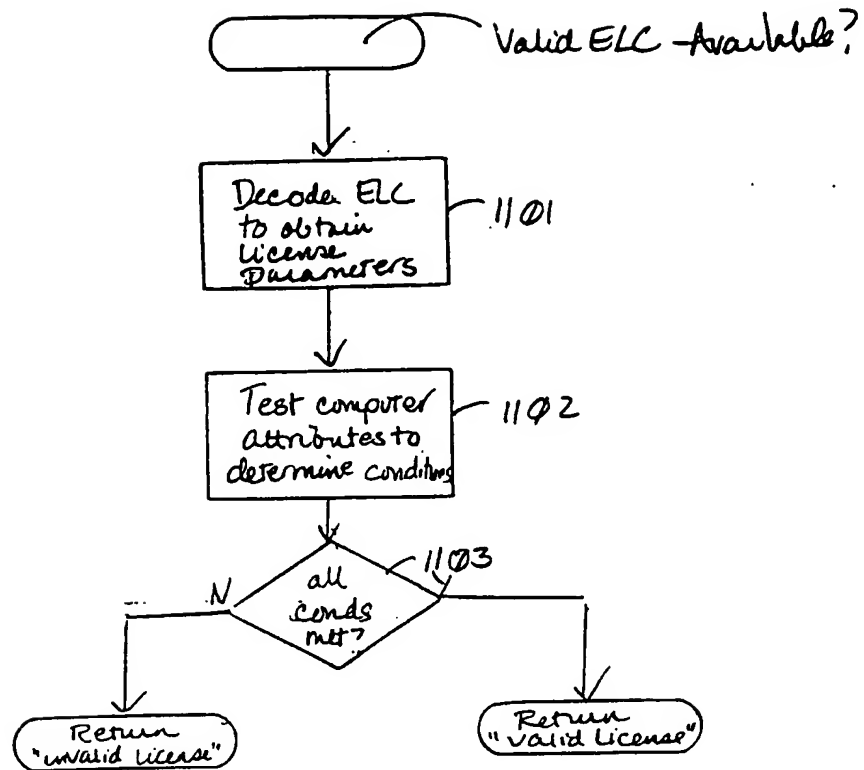 Valid ELC Available?
Decode ELC
to obtain
License
Parameters
1101
Test computer
attributes to
determine conditions
1102
1103
N
all
conds
met?
Return
"invalid license"
Return
"valid license"